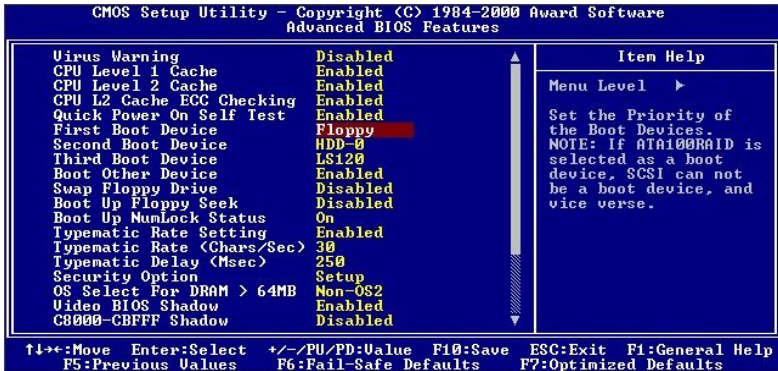 CMOS Setup Utility - Copyright (C) 1984-2000 Award Software
Advanced BIOS Features
Virus Warning Disabled
CPU Level 1 Cache Enabled
CPU Level 2 Cache Enabled
CPU L2 Cache ECC Checking Enabled
Quick Power On Self Test Enabled
First Boot Device Floppy
Second Boot Device HDD-0
Third Boot Device LS120
Boot Other Device Enabled
Swap Floppy Drive Disabled
Boot Up Floppy Seek Disabled
Boot Up NumLock Status On
Typematic Rate Setting Enabled
Typematic Rate (Chars/Sec) 30
Typematic Delay (Msec) 250
Security Option Setup
OS Select For DRAM > 64MB Non-OS2
Video BIOS Shadow Enabled
C8000-CBFFF Shadow Disabled
Item Help
Menu Level ▶
Set the Priority of
the Boot Devices.
NOTE: If ATA100RAID is
selected as a boot
device, SCSI can not
be a boot device, and
vice verse.
↑↓→←:Move Enter:Select +/-/PU/PD:Value F10:Save ESC:Exit F1:General Help
F5:Previous Values F6:Fail-Safe Defaults F7:Optimized Defaults